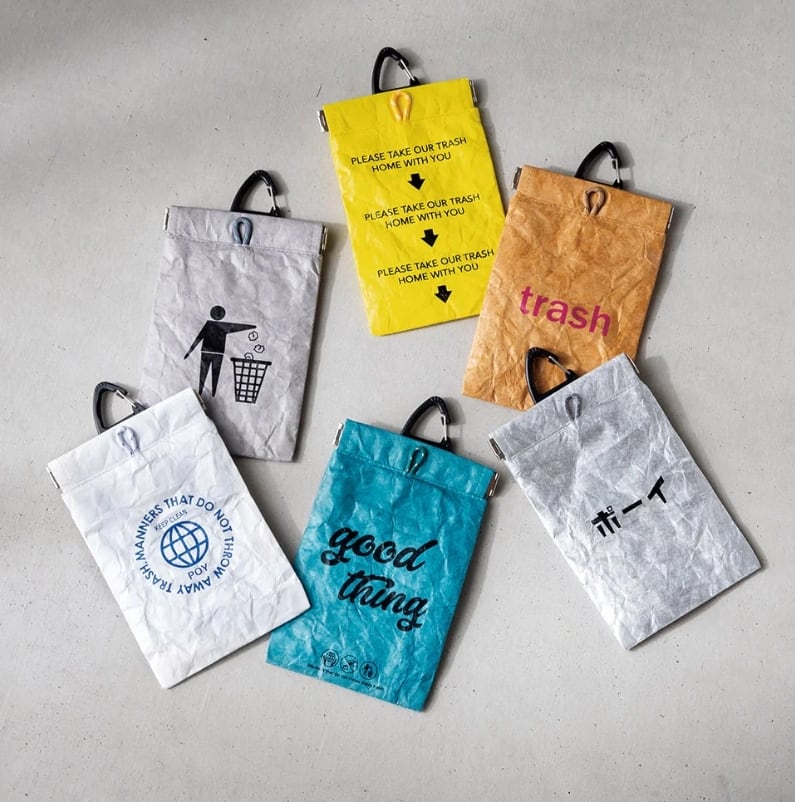 PLEASE TAKE OUR TRASH
HOME WITH YOU
PLEASE TAKE OUR TRASH
HOME WITH YOU
PLEASE TAKE OUR TRASH
HOME WITH YOU
trash
MANNERS THAT DO NOT THROW AWAY TRASH.
KEEP CLEAN
POY
good
thing
ポーイ